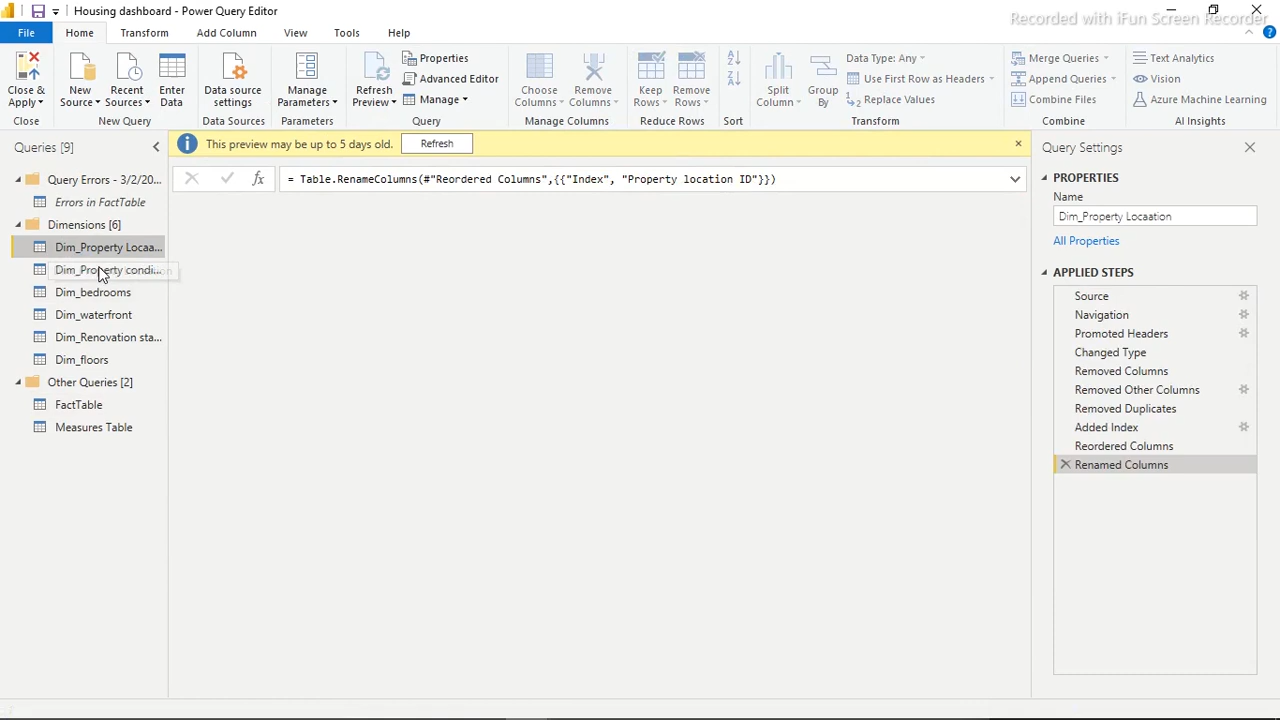 Housing dashboard - Power Query Editor
Recorded with iFun Screen Recorder
File Home Transform Add Column View Tools Help
Close & Apply
New Source
Recent Sources
Enter Data
Data source settings
Manage Parameters
Refresh Preview
Properties
Advanced Editor
Manage
Choose Columns
Remove Columns
Keep Rows
Remove Rows
Split Column
Group By
Data Type: Any
Use First Row as Headers
Replace Values
Merge Queries
Append Queries
Combine Files
Text Analytics
Vision
Azure Machine Learning
Close New Query Data Sources Parameters Query Manage Columns Reduce Rows Sort Transform Combine AI Insights
Queries [9]
This preview may be up to 5 days old. Refresh
Query Errors - 3/2/20...
Errors in FactTable
Dimensions [6]
Dim_Property Locaa...
Dim_Property condi...
Dim_bedrooms
Dim_waterfront
Dim_Renovation sta...
Dim_floors
Other Queries [2]
FactTable
Measures Table
fx = Table.RenameColumns(#"Reordered Columns",{{"Index", "Property location ID"}})
Query Settings
PROPERTIES
Name
Dim_Property Locaation
All Properties
APPLIED STEPS
Source
Navigation
Promoted Headers
Changed Type
Removed Columns
Removed Other Columns
Removed Duplicates
Added Index
Reordered Columns
Renamed Columns